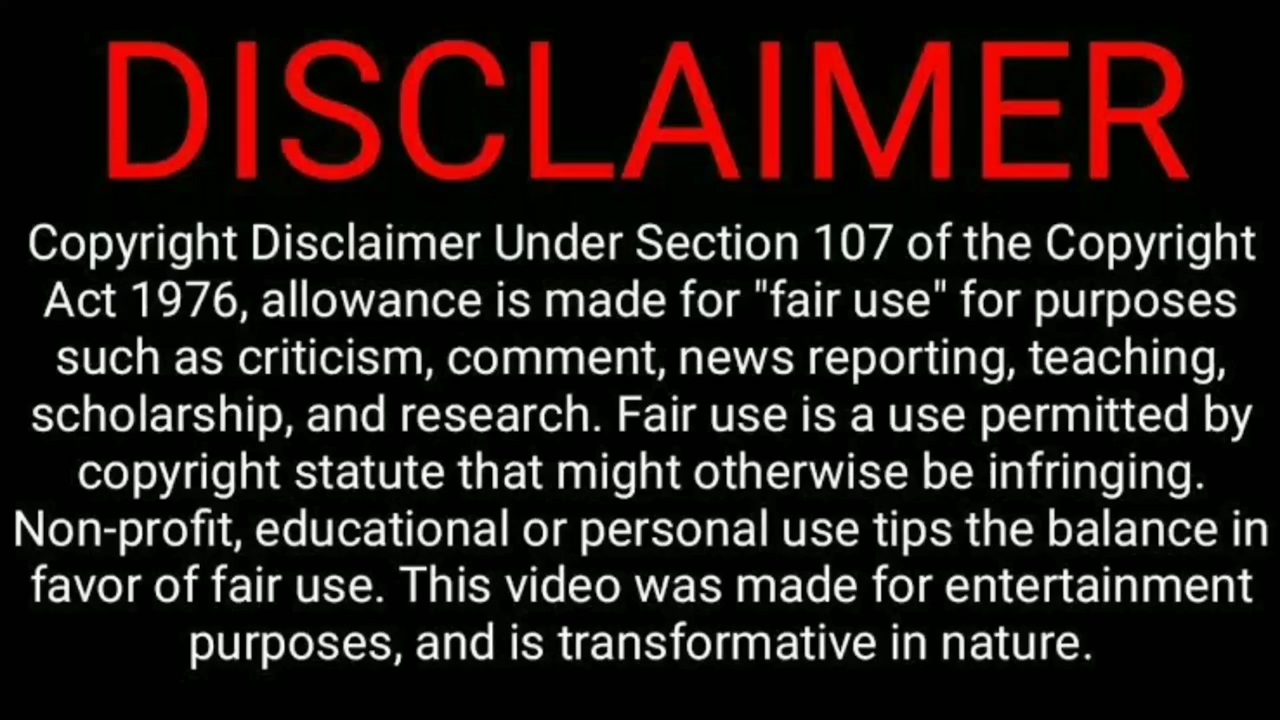 DISCLAIMER
Copyright Disclaimer Under Section 107 of the Copyright
Act 1976, allowance is made for "fair use" for purposes
such as criticism, comment, news reporting, teaching,
scholarship, and research. Fair use is a use permitted by
copyright statute that might otherwise be infringing.
Non-profit, educational or personal use tips the balance in
favor of fair use. This video was made for entertainment
purposes, and is transformative in nature.